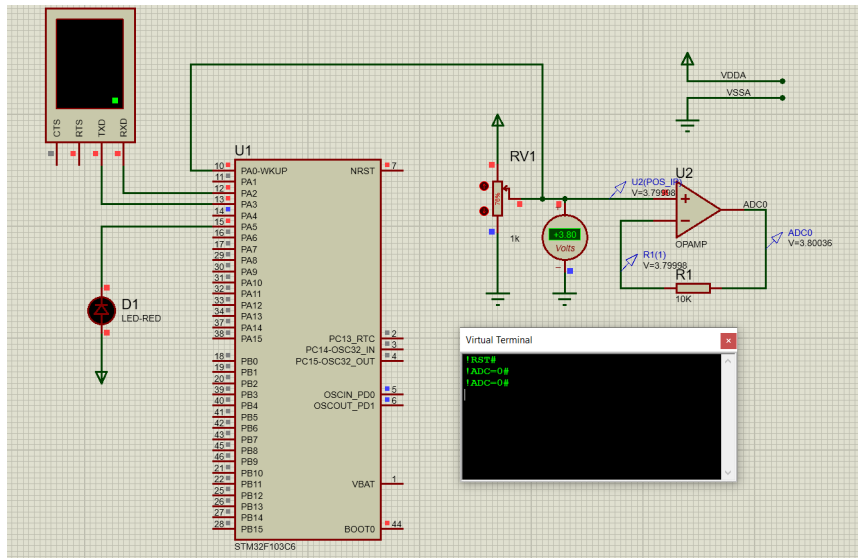 CTS
RTS
TXD
RXD
U1
10 PA0-WKUP
11 PA1
12 PA2
13 PA3
14 PA4
15 PA5
16 PA6
17 PA7
29 PA8
30 PA9
31 PA10
32 PA11
33 PA12
34 PA13
37 PA14
38 PA15
18 PB0
19 PB1
20 PB2
39 PB3
40 PB4
41 PB5
42 PB6
43 PB7
45 PB8
46 PB9
21 PB10
22 PB11
25 PB12
26 PB13
27 PB14
28 PB15
NRST 7
PC13_RTC 2
PC14-OSC32_IN 3
PC15-OSC32_OUT 4
OSCIN_PD0 5
OSCOUT_PD1 6
VBAT 1
BOOT0 44
STM32F103C6
D1
LED-RED
RV1
76%
1k
+3.80
Volts
VDDA
VSSA
U2
U2(POS_IP)
V=3.79998
OPAMP
ADC0
ADC0
V=3.80036
R1(1)
V=3.79998
R1
10K
Virtual Terminal
!RST#
!ADC=0#
!ADC=0#